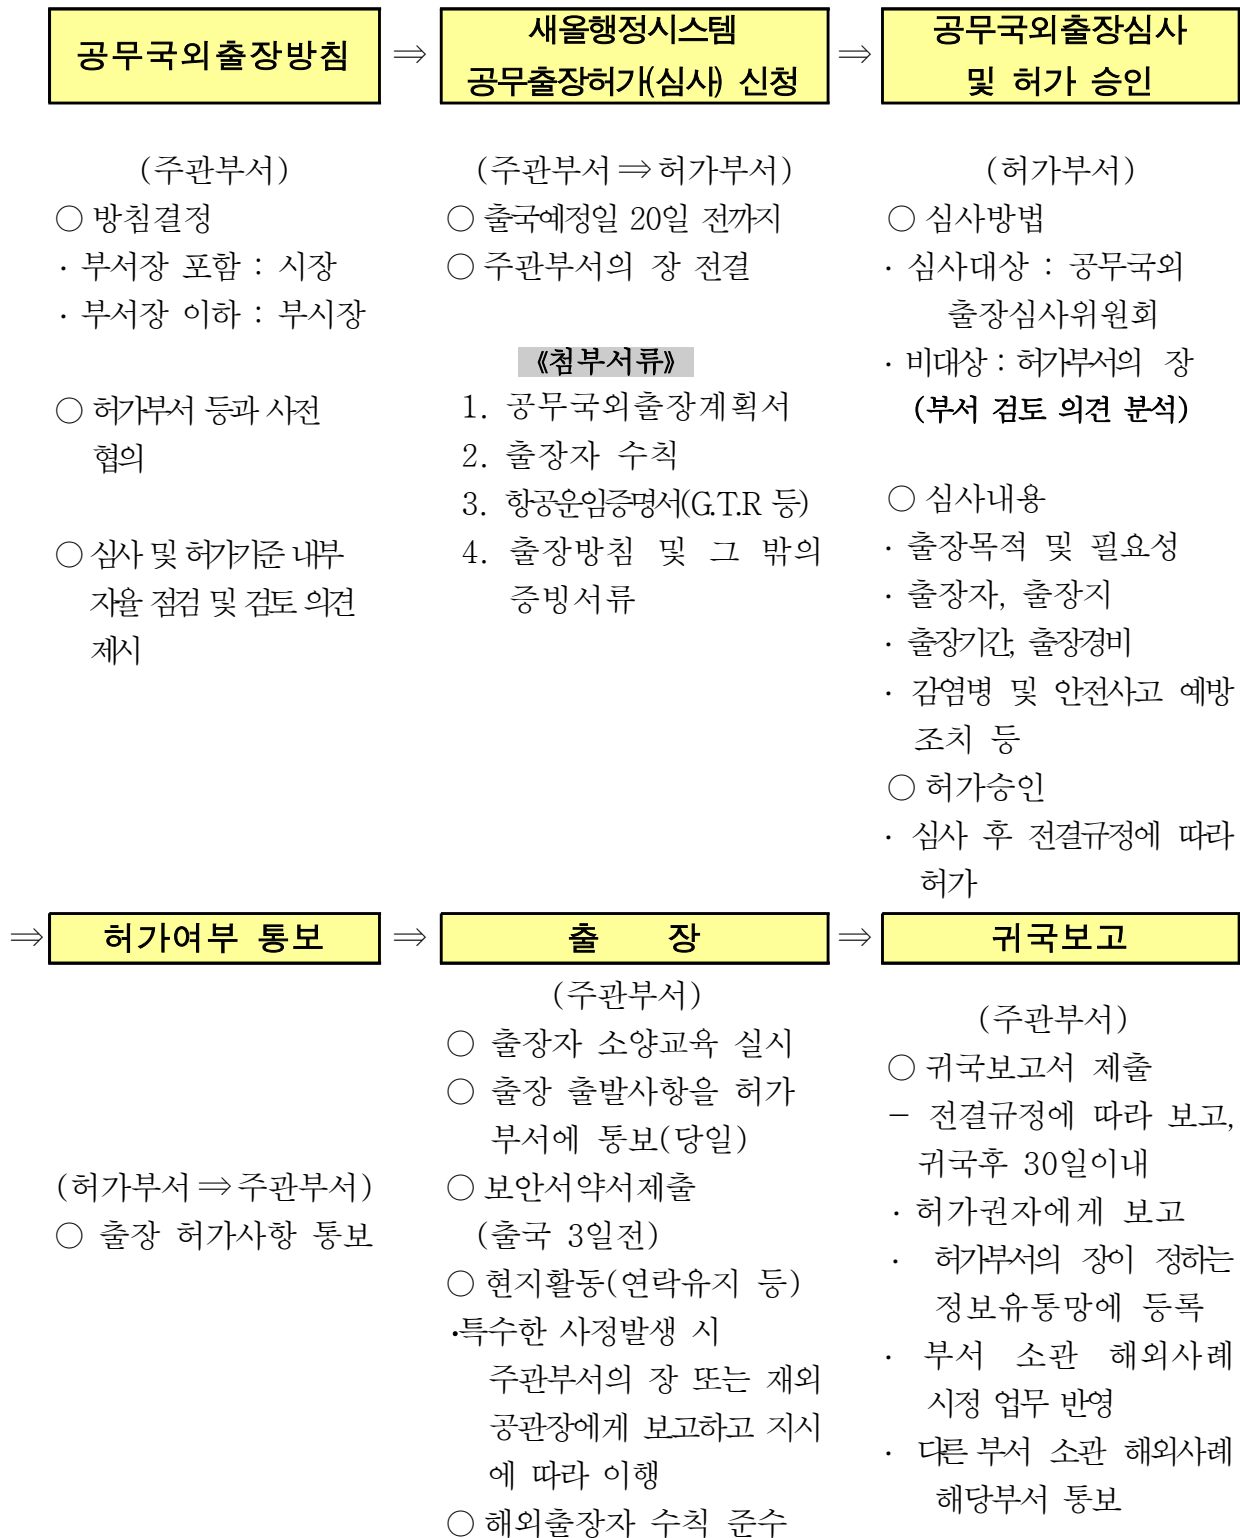 공무국외출장방침
⇒
새올행정시스템
공무출장허가(심사) 신청
⇒
공무국외출장심사
및 허가 승인
(주관부서)
○ 방침결정
· 부서장 포함 : 시장
· 부서장 이하 : 부시장
○ 허가부서 등과 사전
협의
○ 심사 및 허가기준 내부
자율 점검 및 검토 의견
제시
(주관부서⇒허가부서)
○ 출국예정일 20일 전까지
○ 주관부서의 장 전결
《첨부서류》
1. 공무국외출장계획서
2. 출장자 수칙
3. 항공운임증명서(G.T.R 등)
4. 출장방침 및 그 밖의
증빙서류
(허가부서)
○ 심사방법
· 심사대상 : 공무국외
출장심사위원회
· 비대상 : 허가부서의 장
(부서 검토 의견 분석)
○ 심사내용
· 출장목적 및 필요성
· 출장자, 출장지
· 출장기간, 출장경비
· 감염병 및 안전사고 예방
조치 등
○ 허가승인
· 심사 후 전결규정에 따라
허가
⇒
허가여부 통보
⇒
출 장
⇒
귀국보고
(허가부서⇒주관부서)
○ 출장 허가사항 통보
(주관부서)
○ 출장자 소양교육 실시
○ 출장 출발사항을 허가
부서에 통보(당일)
○ 보안서약서제출
(출국 3일전)
○ 현지활동(연락유지 등)
·특수한 사정발생 시
주관부서의 장 또는 재외
공관장에게 보고하고 지시
에 따라 이행
○ 해외출장자 수칙 준수
(주관부서)
○ 귀국보고서 제출
- 전결규정에 따라 보고,
귀국후 30일이내
· 허가권자에게 보고
· 허가부서의 장이 정하는
정보유통망에 등록
· 부서 소관 해외사례
시정 업무 반영
· 다른 부서 소관 해외사례
해당부서 통보